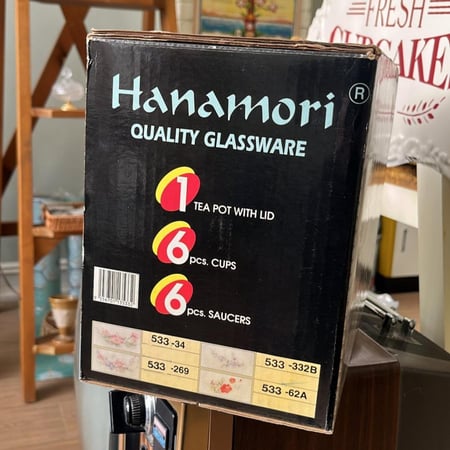 FRESH
CUPCAKE
Hanamori ®
QUALITY GLASSWARE
1 TEA POT WITH LID
6 pcs. CUPS
6 pcs. SAUCERS
533 -34
533 -332B
533 -269
533 -62A